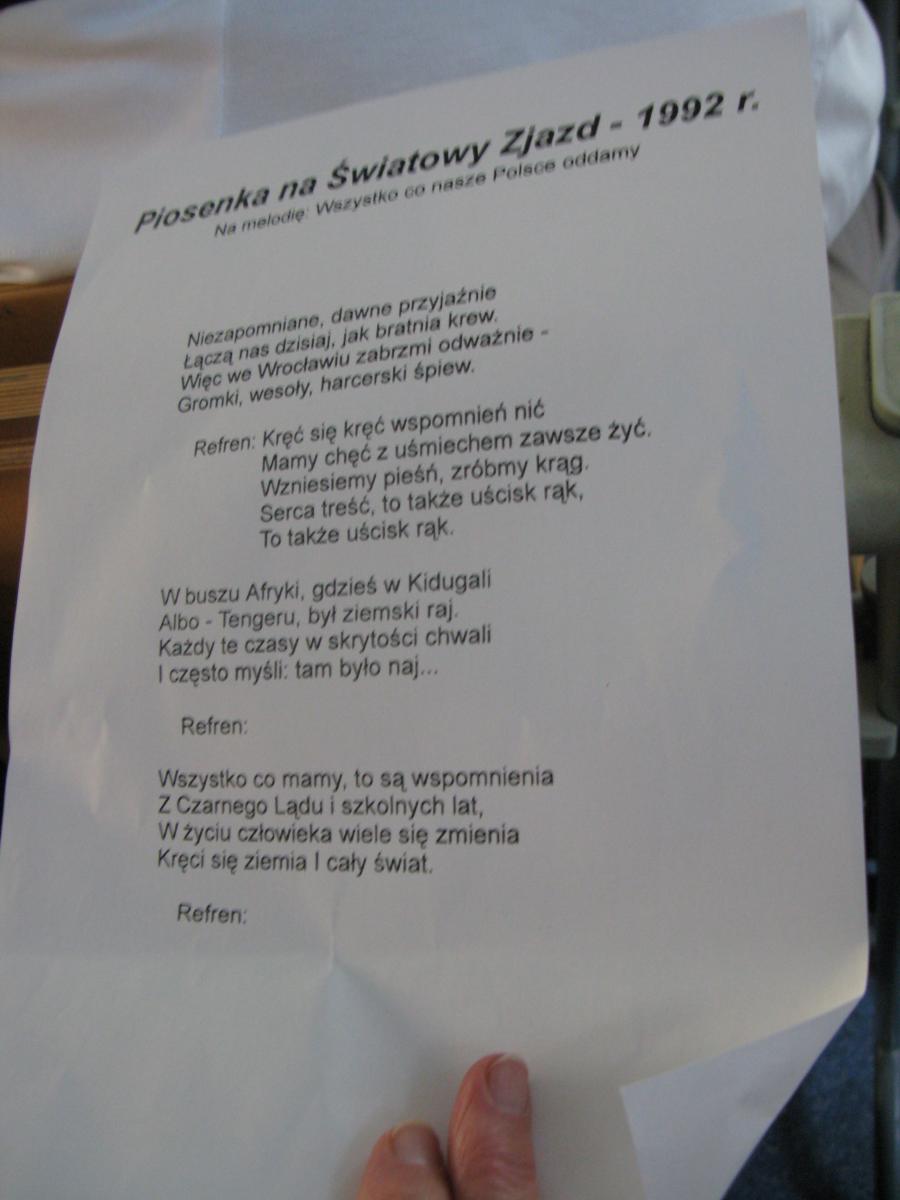 Piosenka na Światowy Zjazd - 1992 r.
Na melodię: Wszystko co nasze Polsce oddamy
Niezapomniane, dawne przyjaźnie
Łączą nas dzisiaj, jak bratnia krew.
Więc we Wrocławiu zabrzmi odważnie -
Gromki, wesoły, harcerski śpiew.
Refren: Kręć się kręć wspomnień nić
Mamy chęć z uśmiechem zawsze żyć.
Wzniesiemy pieśń, zróbmy krąg.
Serca treść, to także uścisk rąk,
To także uścisk rąk.
W buszu Afryki, gdzieś w Kidugali
Albo - Tengeru, był ziemski raj.
Każdy te czasy w skrytości chwali
I często myśli: tam było naj...
Refren:
Wszystko co mamy, to są wspomnienia
Z Czarnego Lądu i szkolnych lat,
W życiu człowieka wiele się zmienia
Kręci się ziemia I cały świat.
Refren: